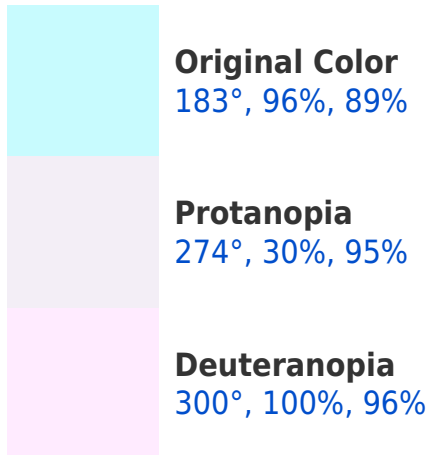 Original Color
183°, 96%, 89%
Protanopia
274°, 30%, 95%
Deuteranopia
300°, 100%, 96%